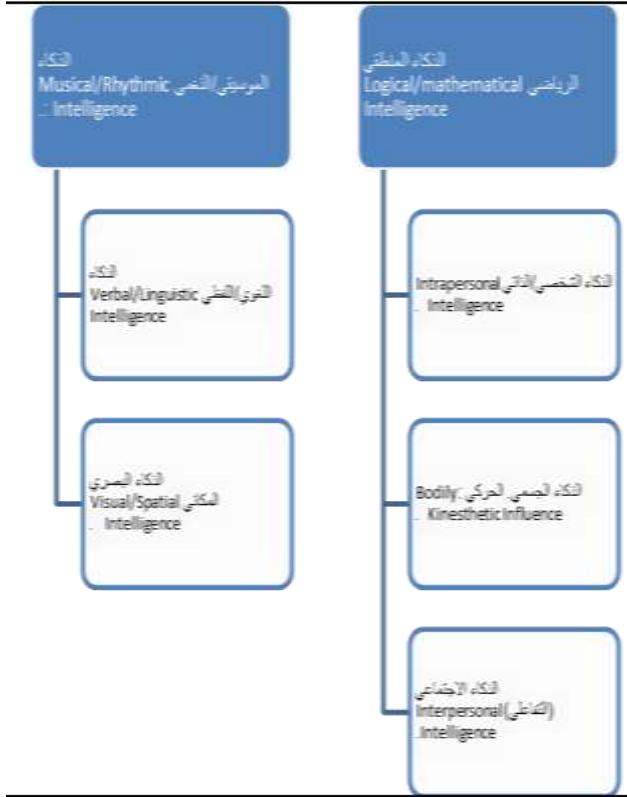 الذكاء
الموسيقي/النغمي Musical/Rhythmic
Intelligence :.
الذكاء
اللغوي/اللفظي Verbal/Linguistic
Intelligence
الذكاء البصري
المكاني Visual/Spatial
Intelligence .
الذكاء المنطقي
الرياضي Logical/mathematical
Intelligence
الذكاء الشخصي/الذاتي Intrapersonal
Intelligence .
الذكاء الجسمي الحركي :Bodily
Kinesthetic Influence .
الذكاء الاجتماعي
(التفاعلي) Interpersonal
Intelligence.